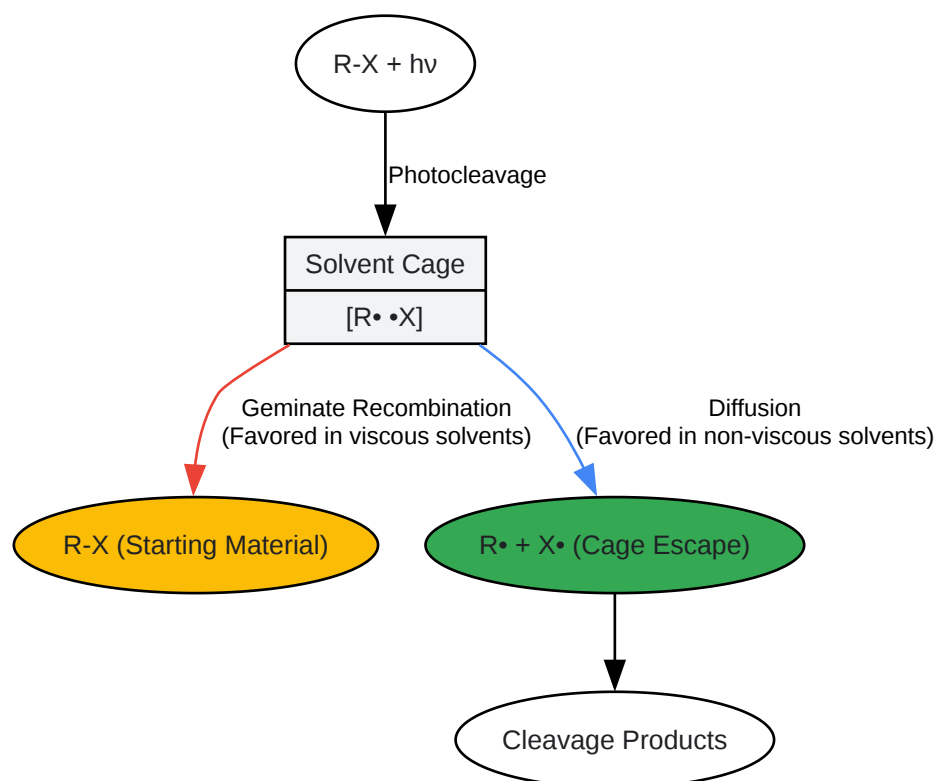 R-X + hν
Photocleavage
Solvent Cage
[R• •X]
Geminate Recombination
(Favored in viscous solvents)
Diffusion
(Favored in non-viscous solvents)
R-X (Starting Material)
R• + X• (Cage Escape)
Cleavage Products